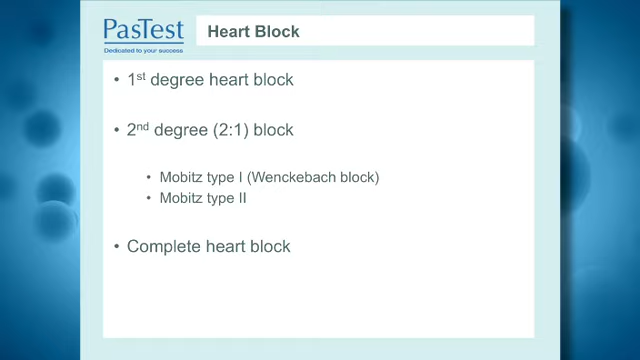 PasTest
Dedicated to your success
Heart Block
• 1st degree heart block
• 2nd degree (2:1) block
• Mobitz type I (Wenckebach block)
• Mobitz type II
• Complete heart block